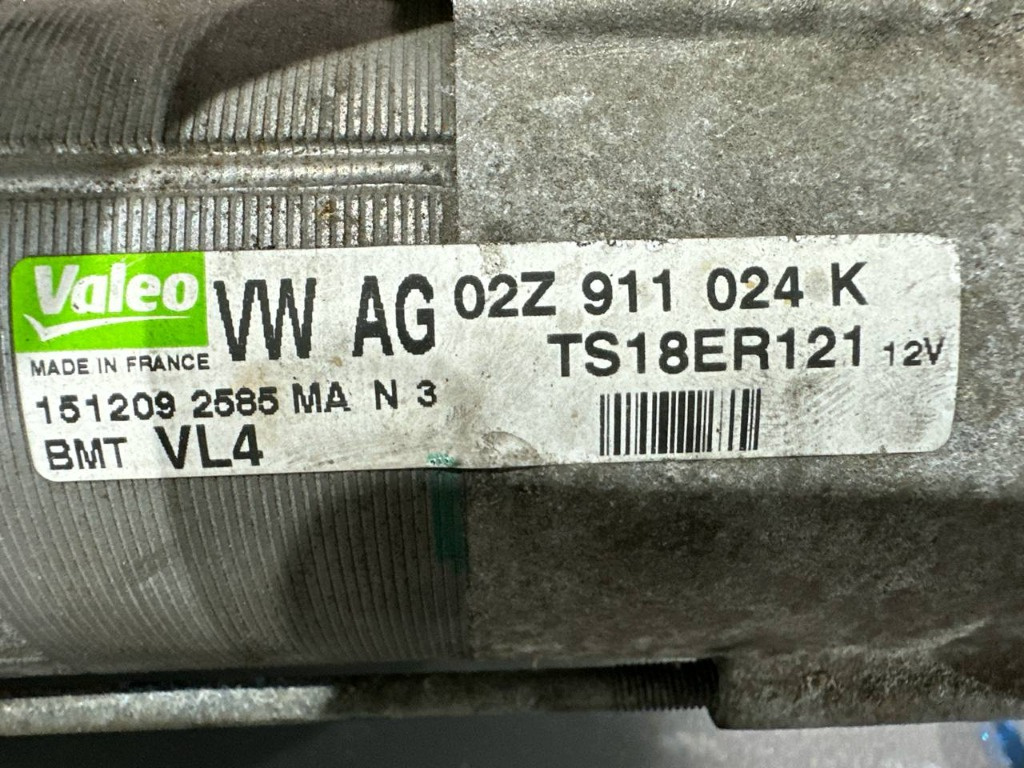 Valeo VW AG 02Z 911 024 K
MADE IN FRANCE TS18ER121 12V
151209 2585 MA N 3
BMT VL4